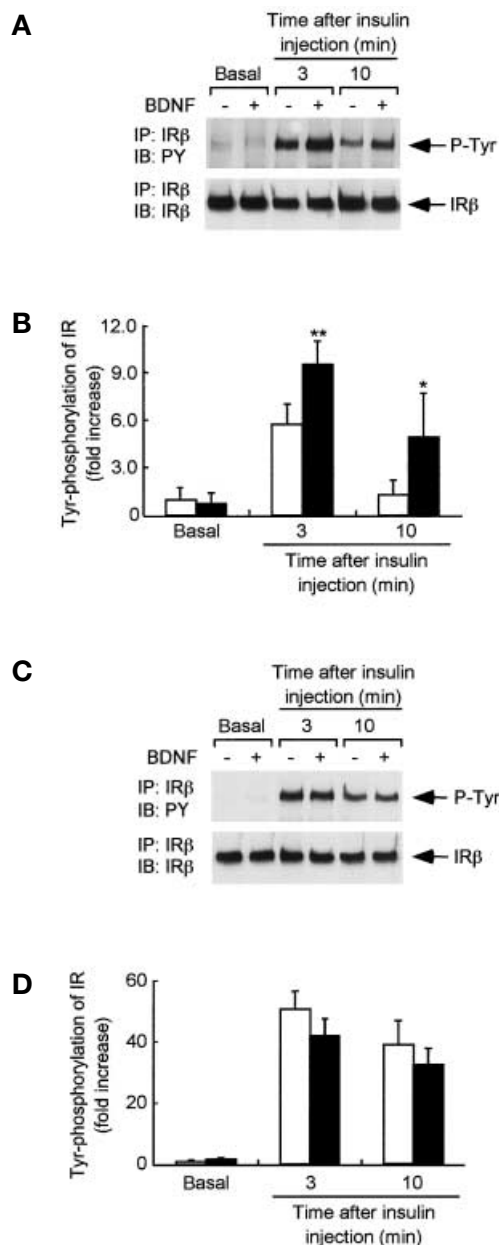 A
Time after insulin
injection (min)
Basal 3 10
BDNF - + - + - +
IP: IRβ
IB: PY
P-Tyr
IP: IRβ
IB: IRβ
IRβ
B
Tyr-phosphorylation of IR
(fold increase)
12.0
9.0
6.0
3.0
0
** *
Basal 3 10
Time after insulin
injection (min)
C
Time after insulin
injection (min)
Basal 3 10
BDNF - + - + - +
IP: IRβ
IB: PY
P-Tyr
IP: IRβ
IB: IRβ
IRβ
D
Tyr-phosphorylation of IR
(fold increase)
60
40
20
0
Basal 3 10
Time after insulin
injection (min)